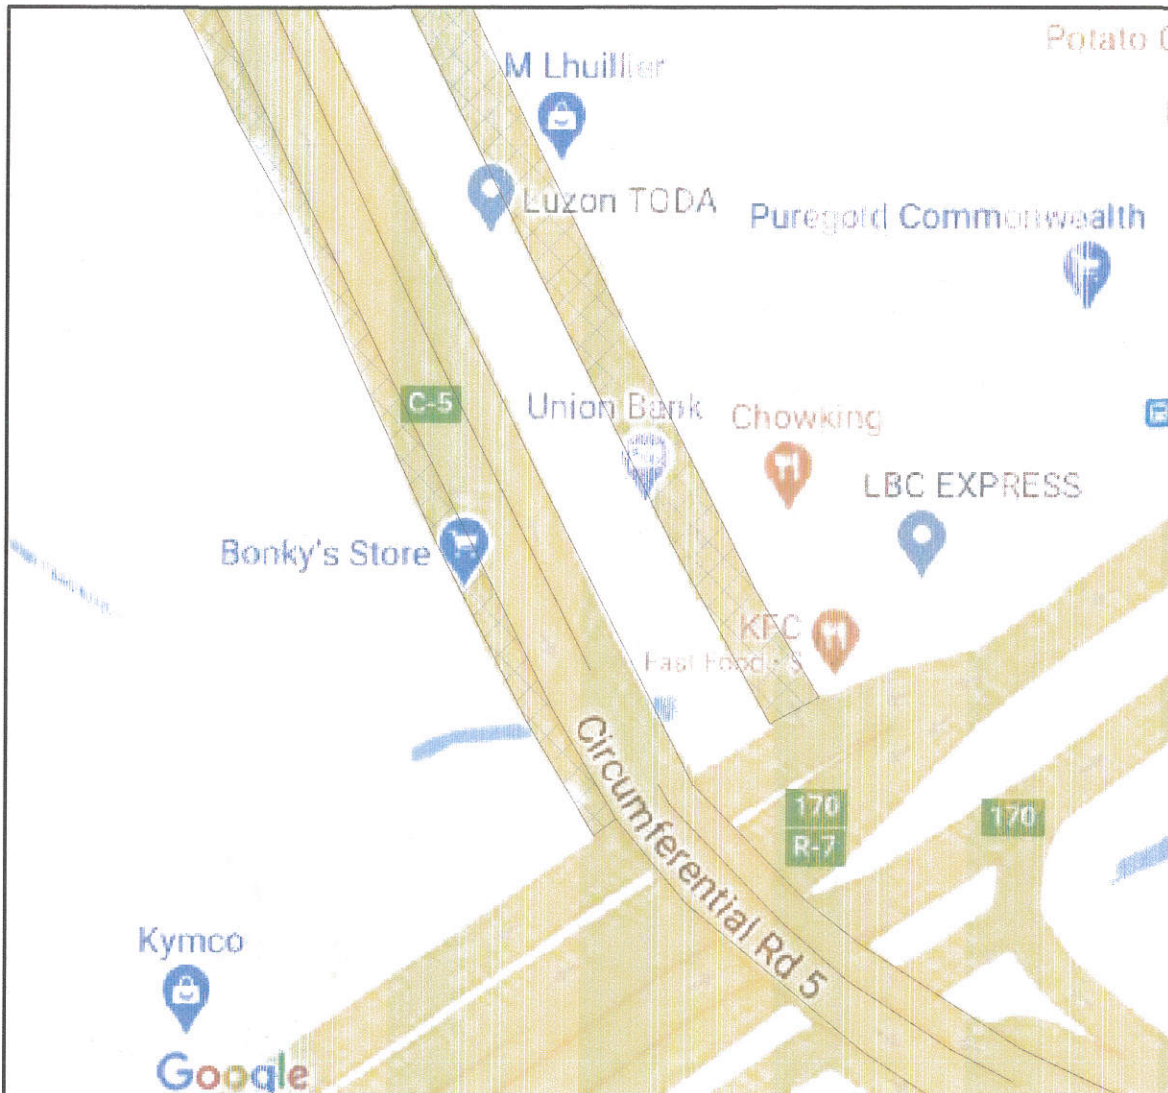 Potato
M Lhuillier
Luzon TODA
Puregold Commonwealth
C-5
Union Bank
Chowking
LBC EXPRESS
Bonky's Store
KFC
Fast Food · $
Circumferential Rd 5
170
R-7
170
Kymco
Google